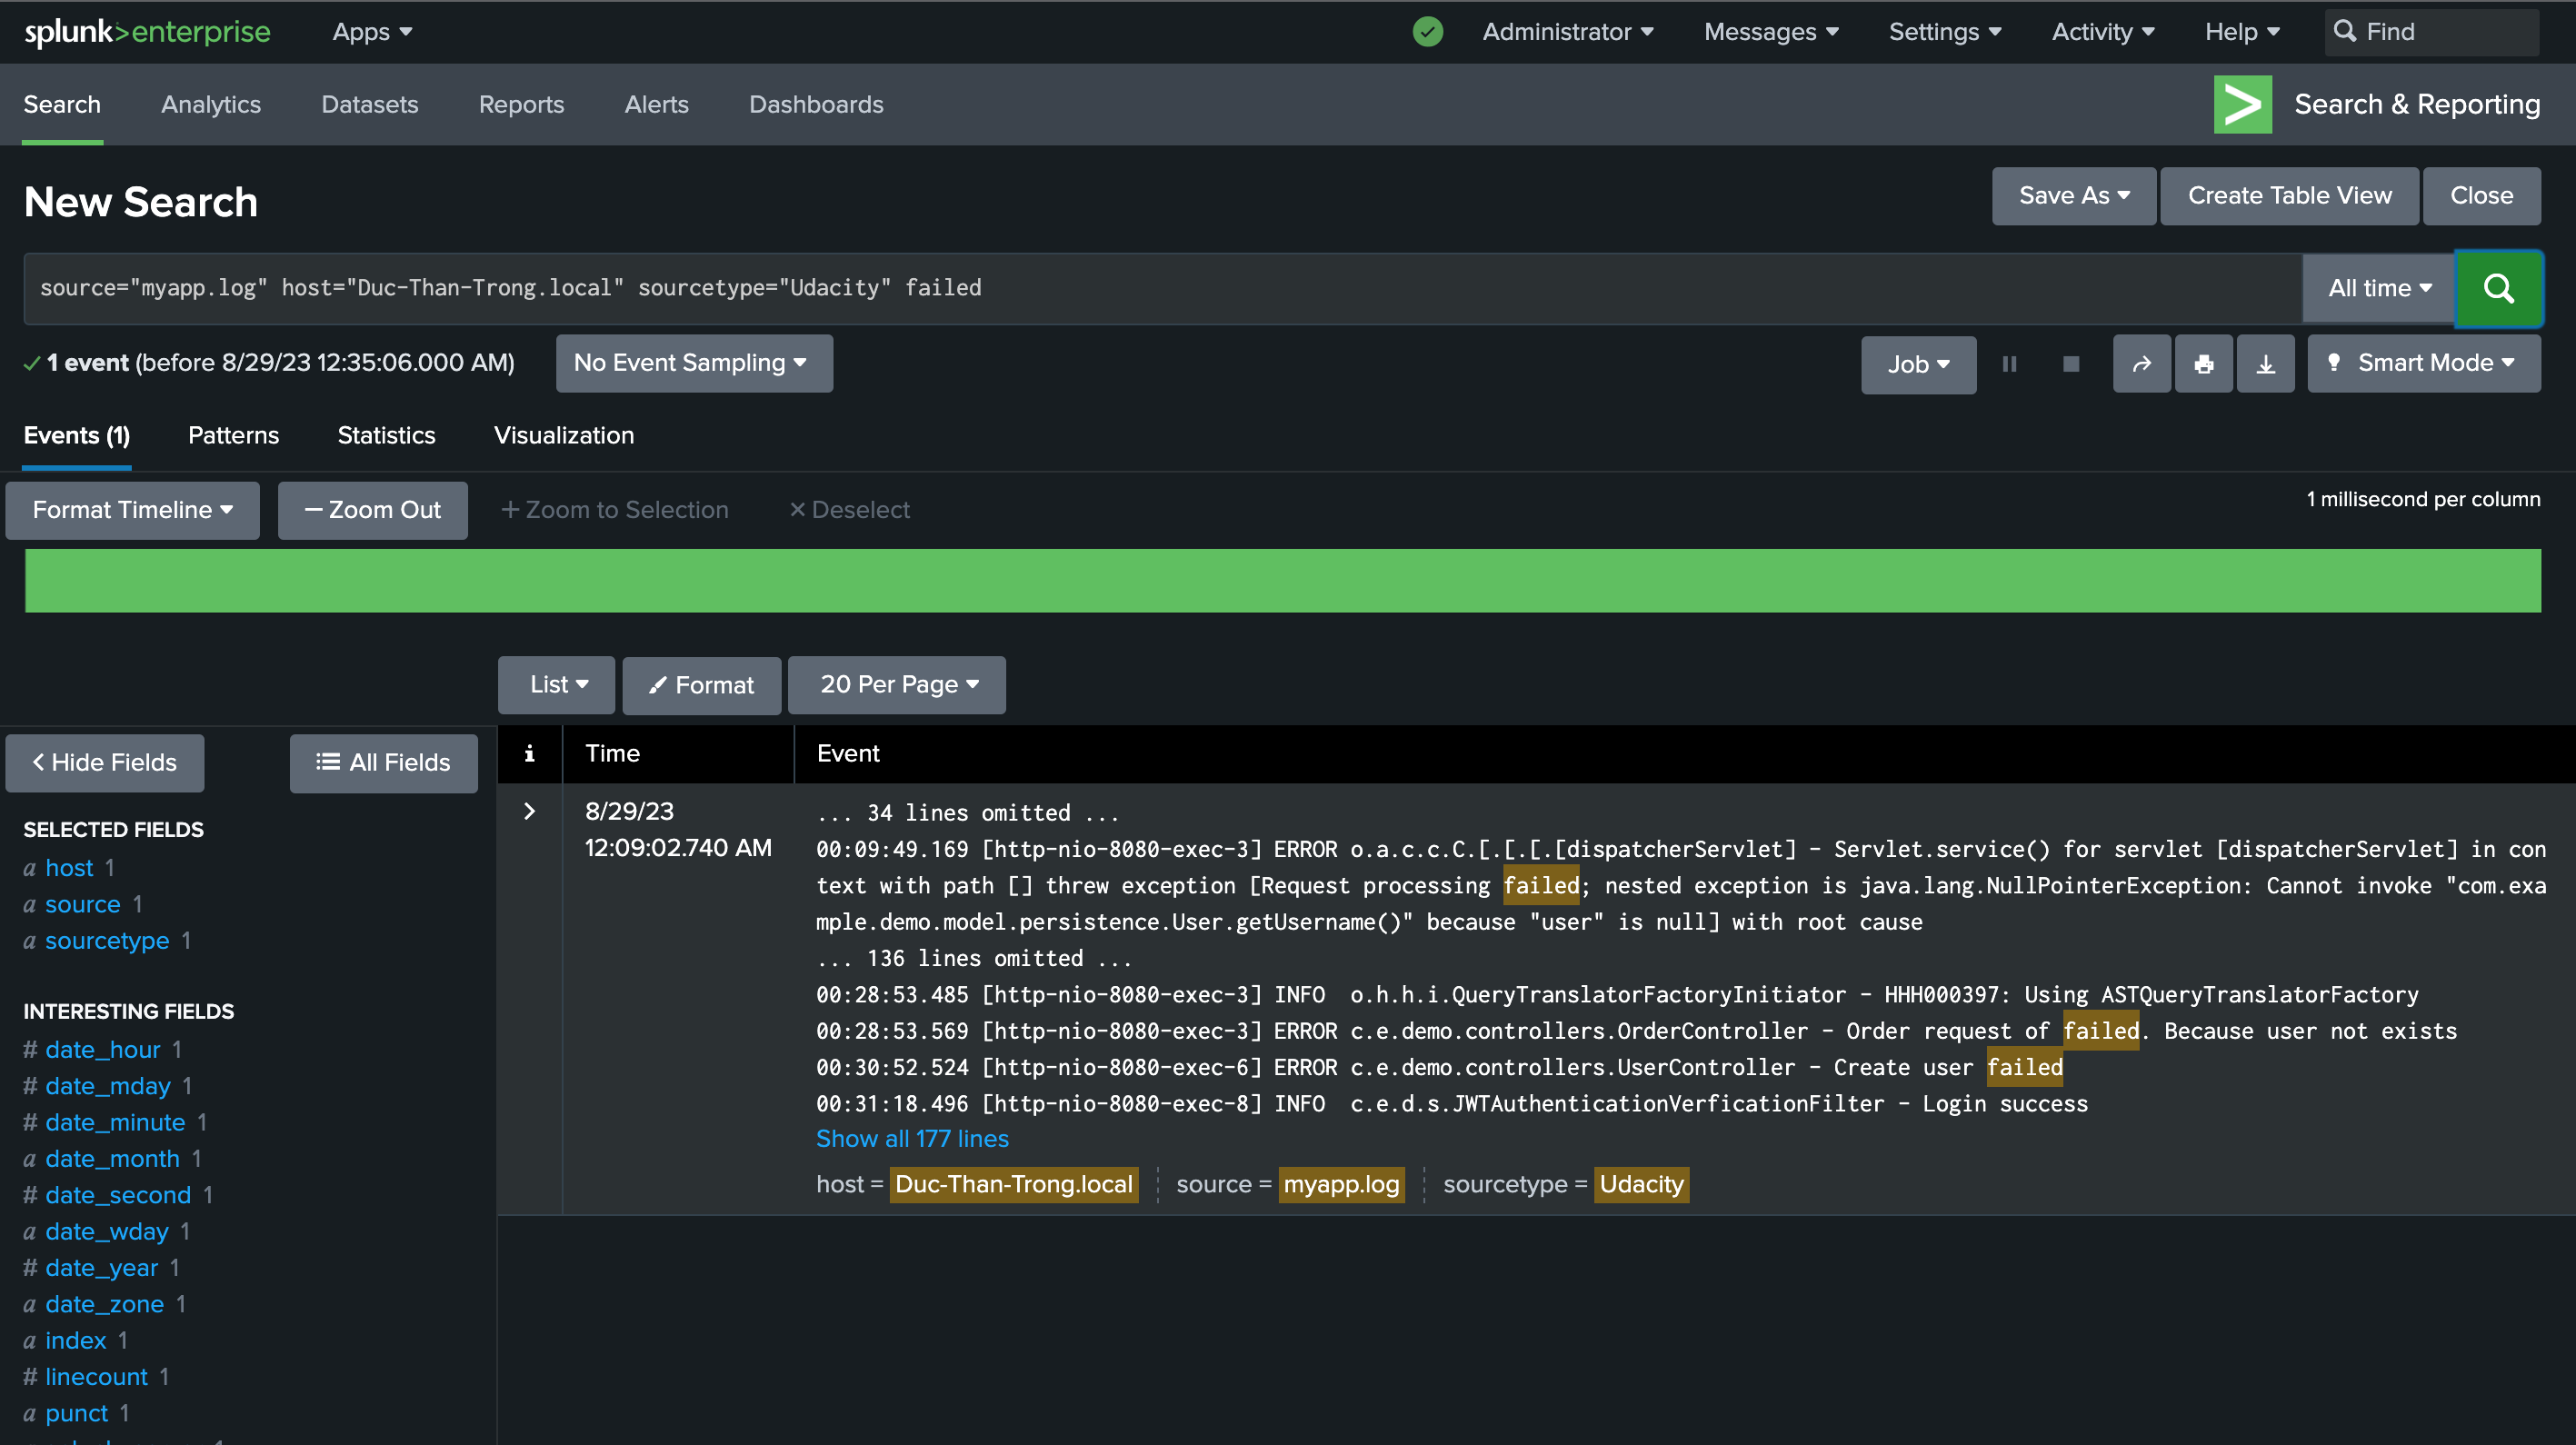 splunk>enterprise Apps Administrator Messages Settings Activity Help Find
Search Analytics Datasets Reports Alerts Dashboards Search & Reporting
New Search Save As Create Table View Close
source="myapp.log" host="Duc-Than-Trong.local" sourcetype="Udacity" failed All time
1 event (before 8/29/23 12:35:06.000 AM) No Event Sampling Job Smart Mode
Events (1) Patterns Statistics Visualization
Format Timeline — Zoom Out + Zoom to Selection × Deselect 1 millisecond per column
List Format 20 Per Page
< Hide Fields All Fields
SELECTED FIELDS
a host 1
a source 1
a sourcetype 1
INTERESTING FIELDS
# date_hour 1
# date_mday 1
# date_minute 1
a date_month 1
# date_second 1
a date_wday 1
# date_year 1
a date_zone 1
a index 1
# linecount 1
a punct 1
i Time Event
> 8/29/23
12:09:02.740 AM
... 34 lines omitted ...
00:09:49.169 [http-nio-8080-exec-3] ERROR o.a.c.c.C.[.[.[.[dispatcherServlet] - Servlet.service() for servlet [dispatcherServlet] in con
text with path [] threw exception [Request processing failed; nested exception is java.lang.NullPointerException: Cannot invoke "com.exa
mple.demo.model.persistence.User.getUsername()" because "user" is null] with root cause
... 136 lines omitted ...
00:28:53.485 [http-nio-8080-exec-3] INFO  o.h.h.i.QueryTranslatorFactoryInitiator - HHH000397: Using ASTQueryTranslatorFactory
00:28:53.569 [http-nio-8080-exec-3] ERROR c.e.demo.controllers.OrderController - Order request of failed. Because user not exists
00:30:52.524 [http-nio-8080-exec-6] ERROR c.e.demo.controllers.UserController - Create user failed
00:31:18.496 [http-nio-8080-exec-8] INFO  c.e.d.s.JWTAuthenticationVerficationFilter - Login success
Show all 177 lines
host = Duc-Than-Trong.local source = myapp.log sourcetype = Udacity